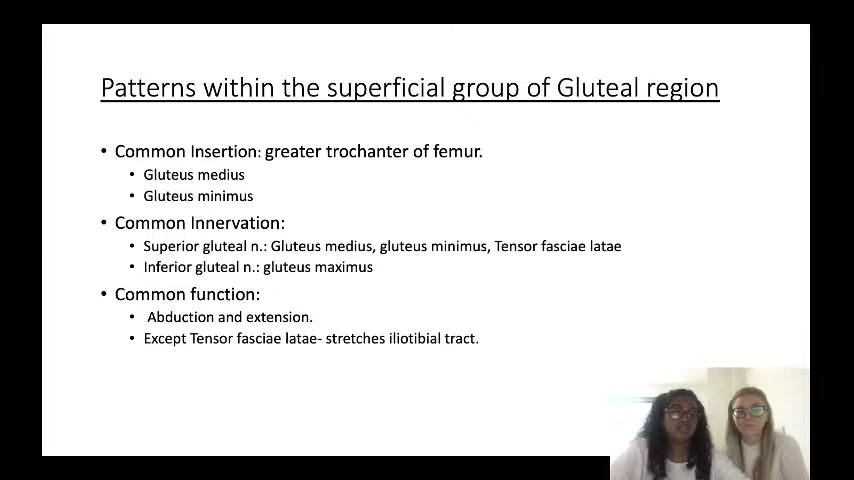 Patterns within the superficial group of Gluteal region
• Common Insertion: greater trochanter of femur.
• Gluteus medius
• Gluteus minimus
• Common Innervation:
• Superior gluteal n.: Gluteus medius, gluteus minimus, Tensor fasciae latae
• Inferior gluteal n.: gluteus maximus
• Common function:
• Abduction and extension.
• Except Tensor fasciae latae- stretches iliotibial tract.